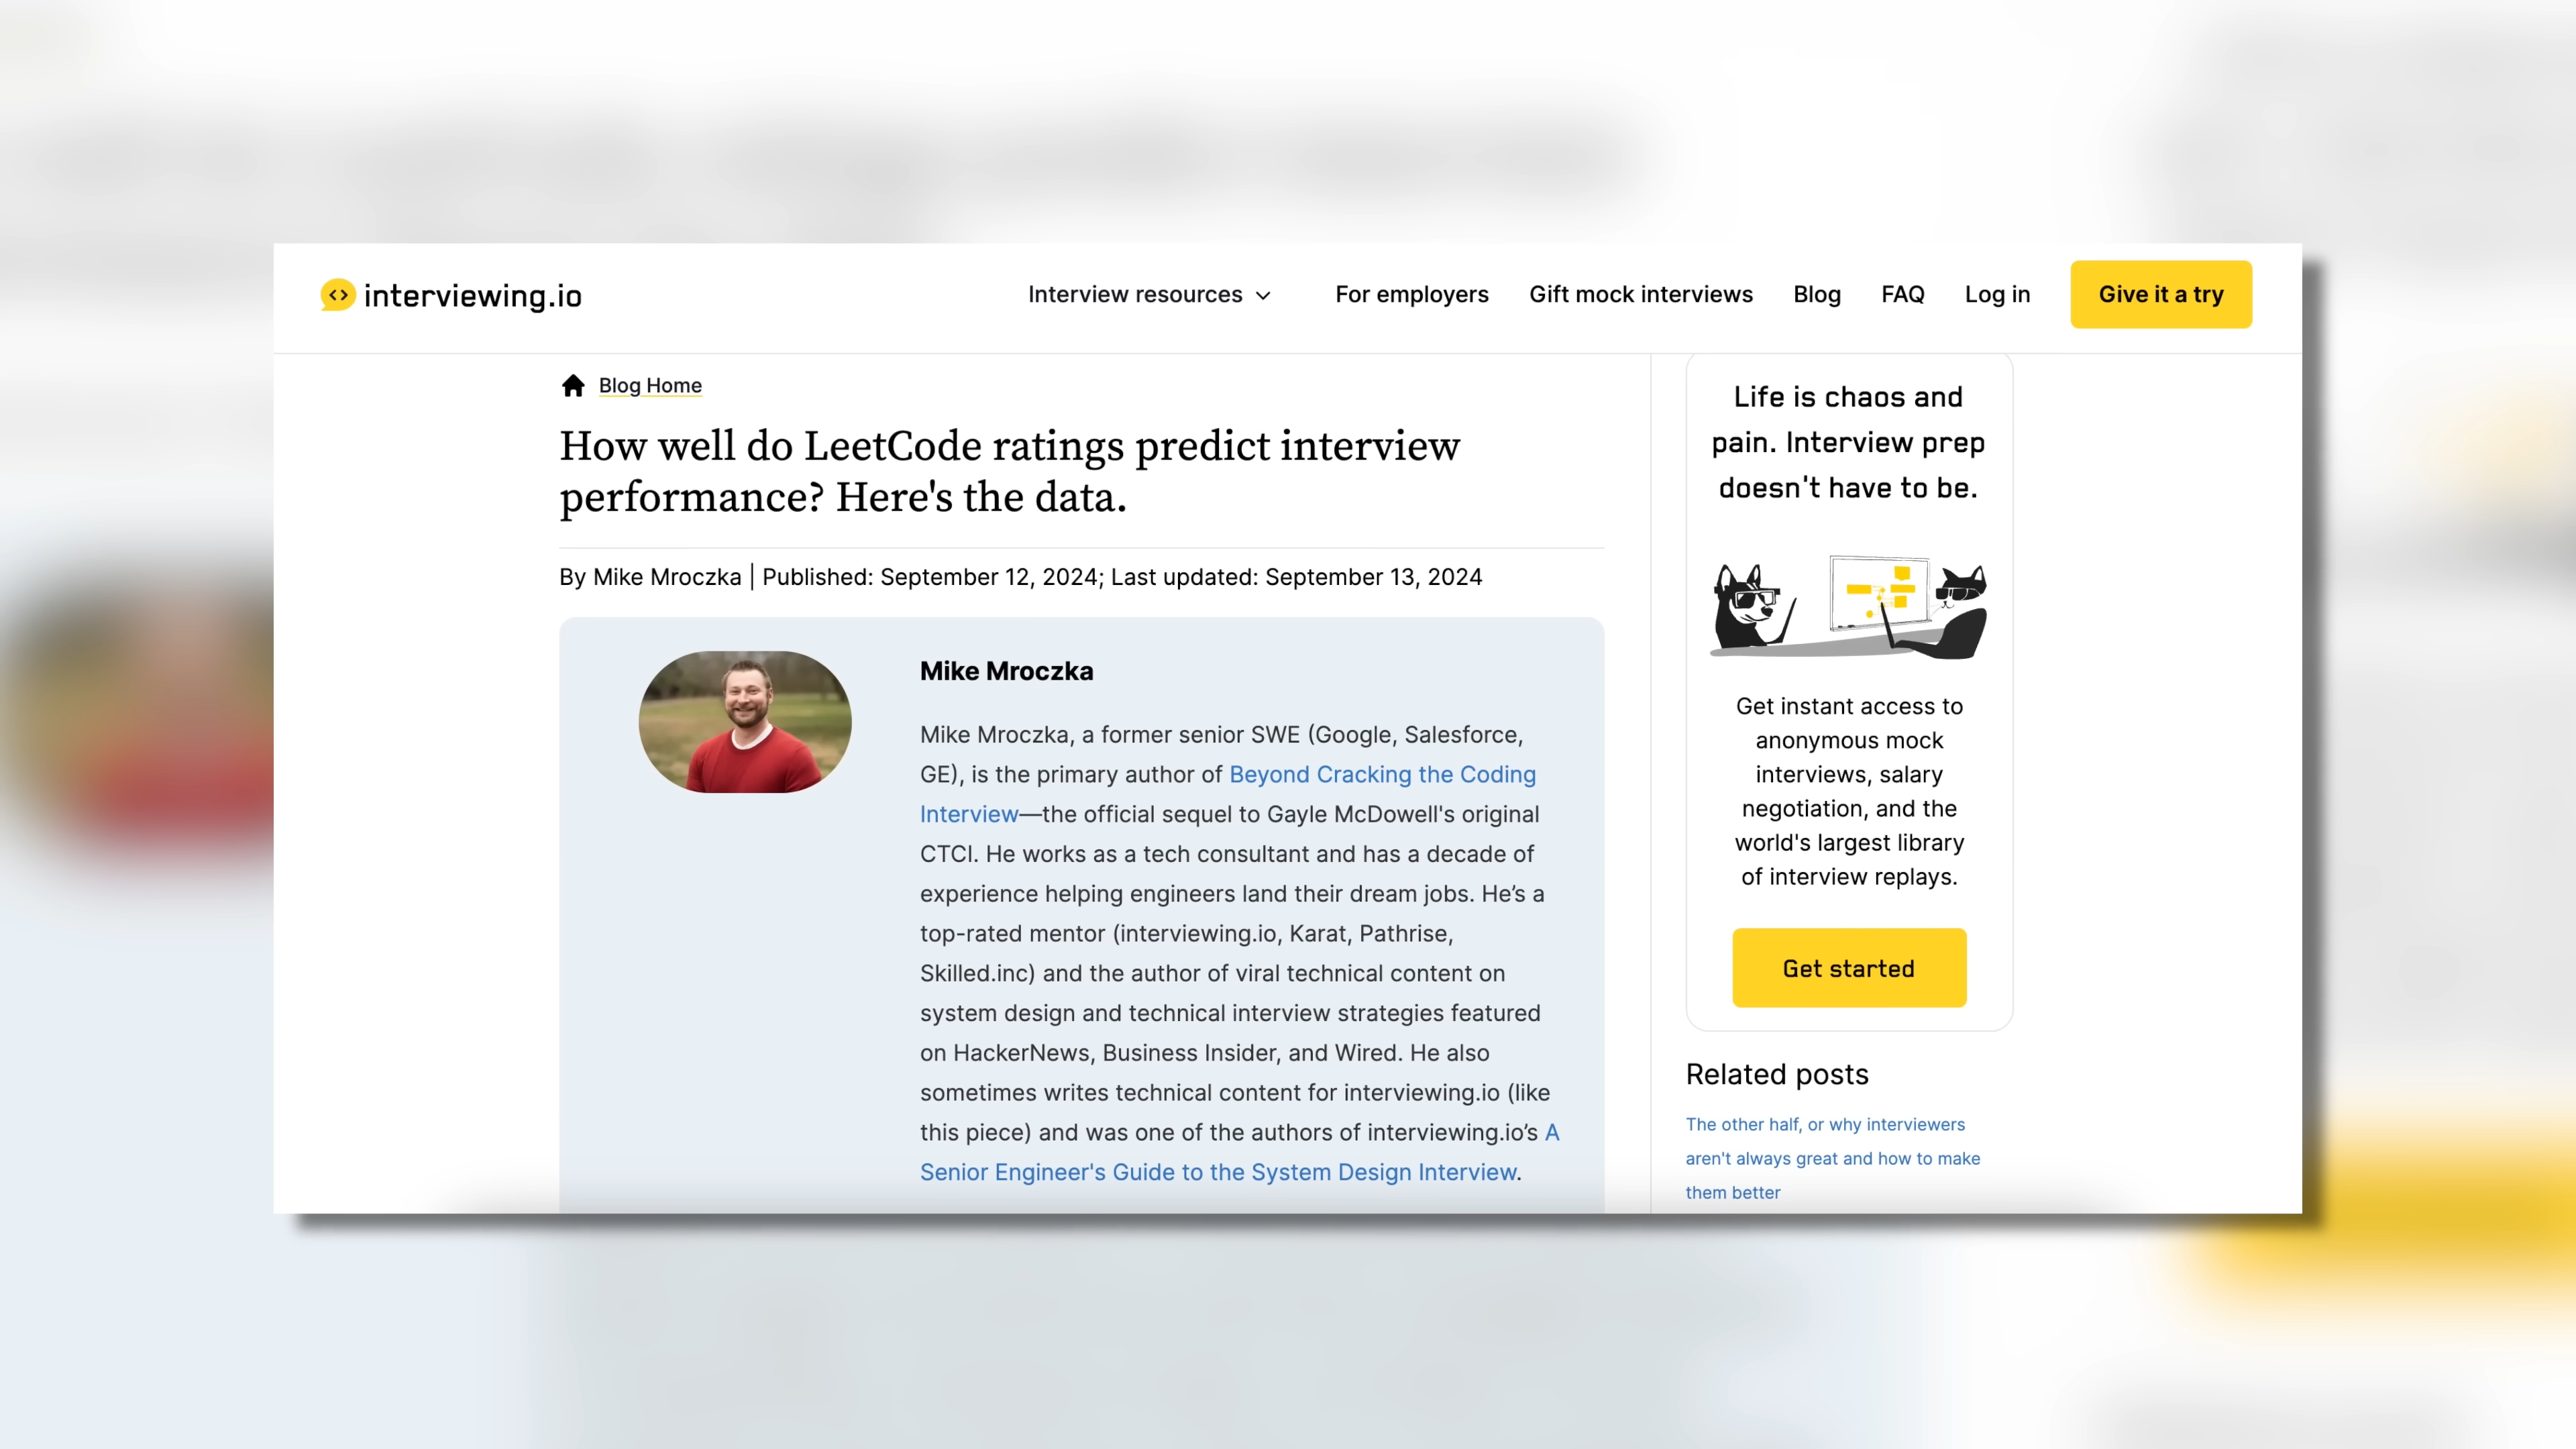 interviewing.io
Interview resources
For employers
Gift mock interviews
Blog
FAQ
Log in
Give it a try
Blog Home
How well do LeetCode ratings predict interview
performance? Here's the data.
By Mike Mroczka | Published: September 12, 2024; Last updated: September 13, 2024
Mike Mroczka
Mike Mroczka, a former senior SWE (Google, Salesforce,
GE), is the primary author of Beyond Cracking the Coding
Interview—the official sequel to Gayle McDowell's original
CTCI. He works as a tech consultant and has a decade of
experience helping engineers land their dream jobs. He’s a
top-rated mentor (interviewing.io, Karat, Pathrise,
Skilled.inc) and the author of viral technical content on
system design and technical interview strategies featured
on HackerNews, Business Insider, and Wired. He also
sometimes writes technical content for interviewing.io (like
this piece) and was one of the authors of interviewing.io’s A
Senior Engineer's Guide to the System Design Interview.
Life is chaos and
pain. Interview prep
doesn't have to be.
Get instant access to
anonymous mock
interviews, salary
negotiation, and the
world's largest library
of interview replays.
Get started
Related posts
The other half, or why interviewers
aren't always great and how to make
them better